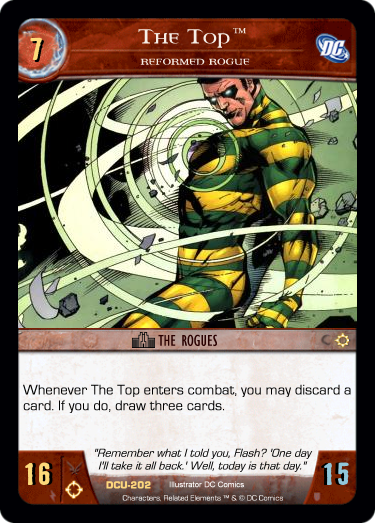 7
The Top™
REFORMED ROGUE
DC
THE ROGUES
Whenever The Top enters combat, you may discard a
card. If you do, draw three cards.
"Remember what I told you, Flash? 'One day
I'll take it all back.' Well, today is that day."
16
DCU-202 Illustrator DC Comics
15
Characters, Related Elements ™ & © DC Comics